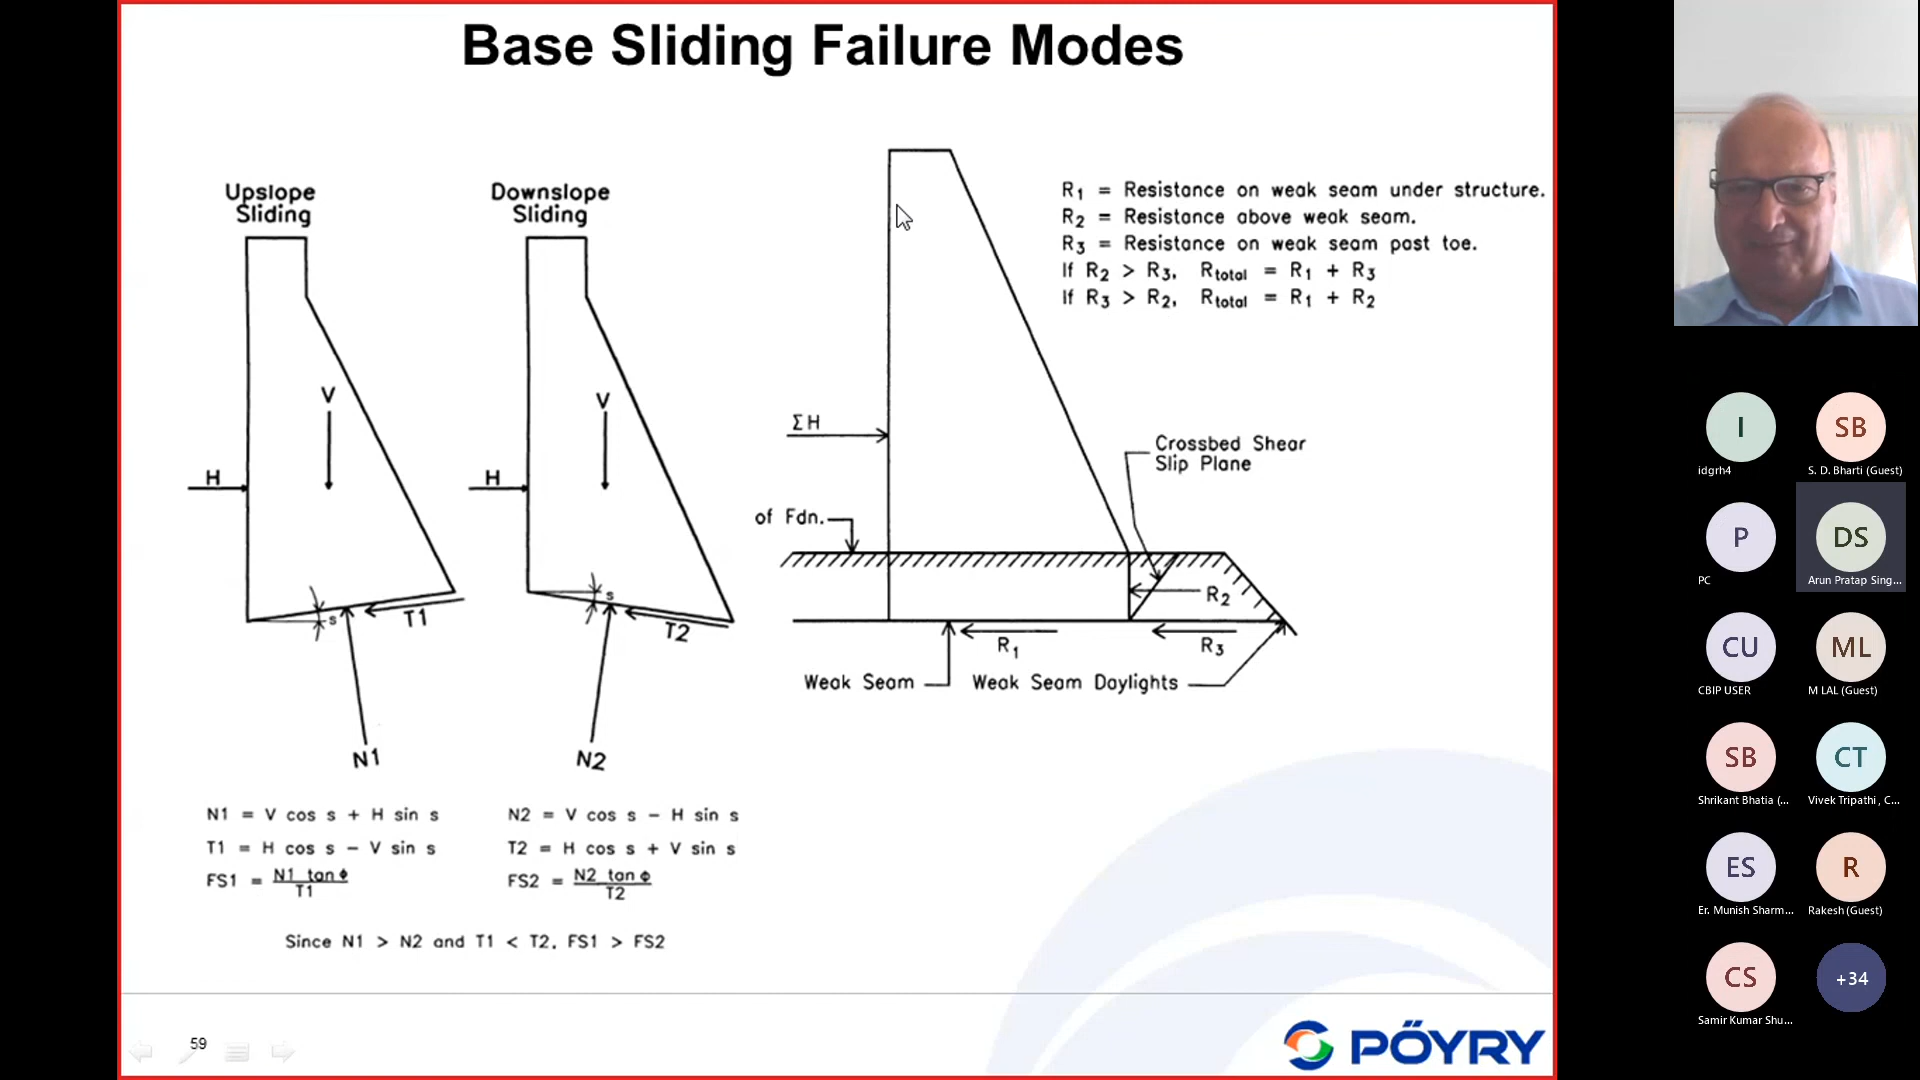 Base Sliding Failure Modes
Upslope
Sliding
V
H
s
T1
N1
Downslope
Sliding
V
H
s
T2
N2
N1 = V cos s + H sin s
T1 = H cos s − V sin s
FS1 = N1 tan ϕ
T1
N2 = V cos s − H sin s
T2 = H cos s + V sin s
FS2 = N2 tan ϕ
T2
Since N1 > N2 and T1 < T2, FS1 > FS2
R1 = Resistance on weak seam under structure.
R2 = Resistance above weak seam.
R3 = Resistance on weak seam past toe.
If R2 > R3, Rtotal = R1 + R3
If R3 > R2, Rtotal = R1 + R2
ΣH
Crossbed Shear
Slip Plane
of Fdn.
R2
R1
R3
Weak Seam
Weak Seam Daylights
59
PÖYRY
I
idgrh4
SB
S. D. Bharti (Guest)
P
PC
DS
Arun Pratap Sing...
CU
CBIP USER
ML
M LAL (Guest)
SB
Shrikant Bhatia (...
CT
Vivek Tripathi , C...
ES
Er. Munish Sharm...
R
Rakesh (Guest)
CS
Samir Kumar Shu...
+34